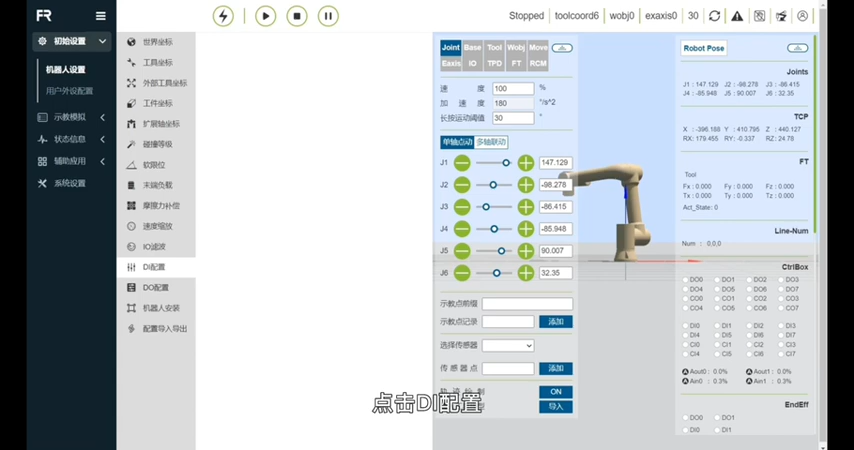 FR
Stopped toolcoord6 wobj0 exaxis0 30
初始设置
机器人设置
用户外设配置
示教模拟
状态信息
辅助应用
系统设置
世界坐标
工具坐标
外部工具坐标
工件坐标
扩展轴坐标
碰撞等级
软限位
末端负载
摩擦力补偿
速度缩放
IO滤波
DI配置
DO配置
机器人安装
配置导入导出
Joint Base Tool Wobj Move
Eaxis IO TPD FT RCM
速度 100 %
加速度 180 °/s^2
长按运动阈值 30 °
单轴点动 多轴联动
J1 147.129
J2 -98.278
J3 -86.415
J4 -85.948
J5 90.007
J6 32.35
示教点前缀
示教点记录 添加
选择传感器
传感器点 添加
ON
导入
点击DI配置
Robot Pose
Joints
J1 : 147.129 J2 : -98.278 J3 : -86.415
J4 : -85.948 J5 : 90.007 J6 : 32.35
TCP
X : -396.188 Y : 410.795 Z : 440.127
RX: 179.455 RY: -0.337 RZ: 24.78
FT
Tool
Fx : 0.000 Fy : 0.000 Fz : 0.000
Tx : 0.000 Ty : 0.000 Tz : 0.000
Act_State: 0
Line-Num
Num : 0,0,0
CtrlBox
DO0 DO1 DO2 DO3
DO4 DO5 DO6 DO7
CO0 CO1 CO2 CO3
CO4 CO5 CO6 CO7
DI0 DI1 DI2 DI3
DI4 DI5 DI6 DI7
CI0 CI1 CI2 CI3
CI4 CI5 CI6 CI7
Aout0 : 0.0% Aout1 : 0.0%
Ain0 : 0.3% Ain1 : 0.3%
EndEff
DO0 DO1
DI0 DI1